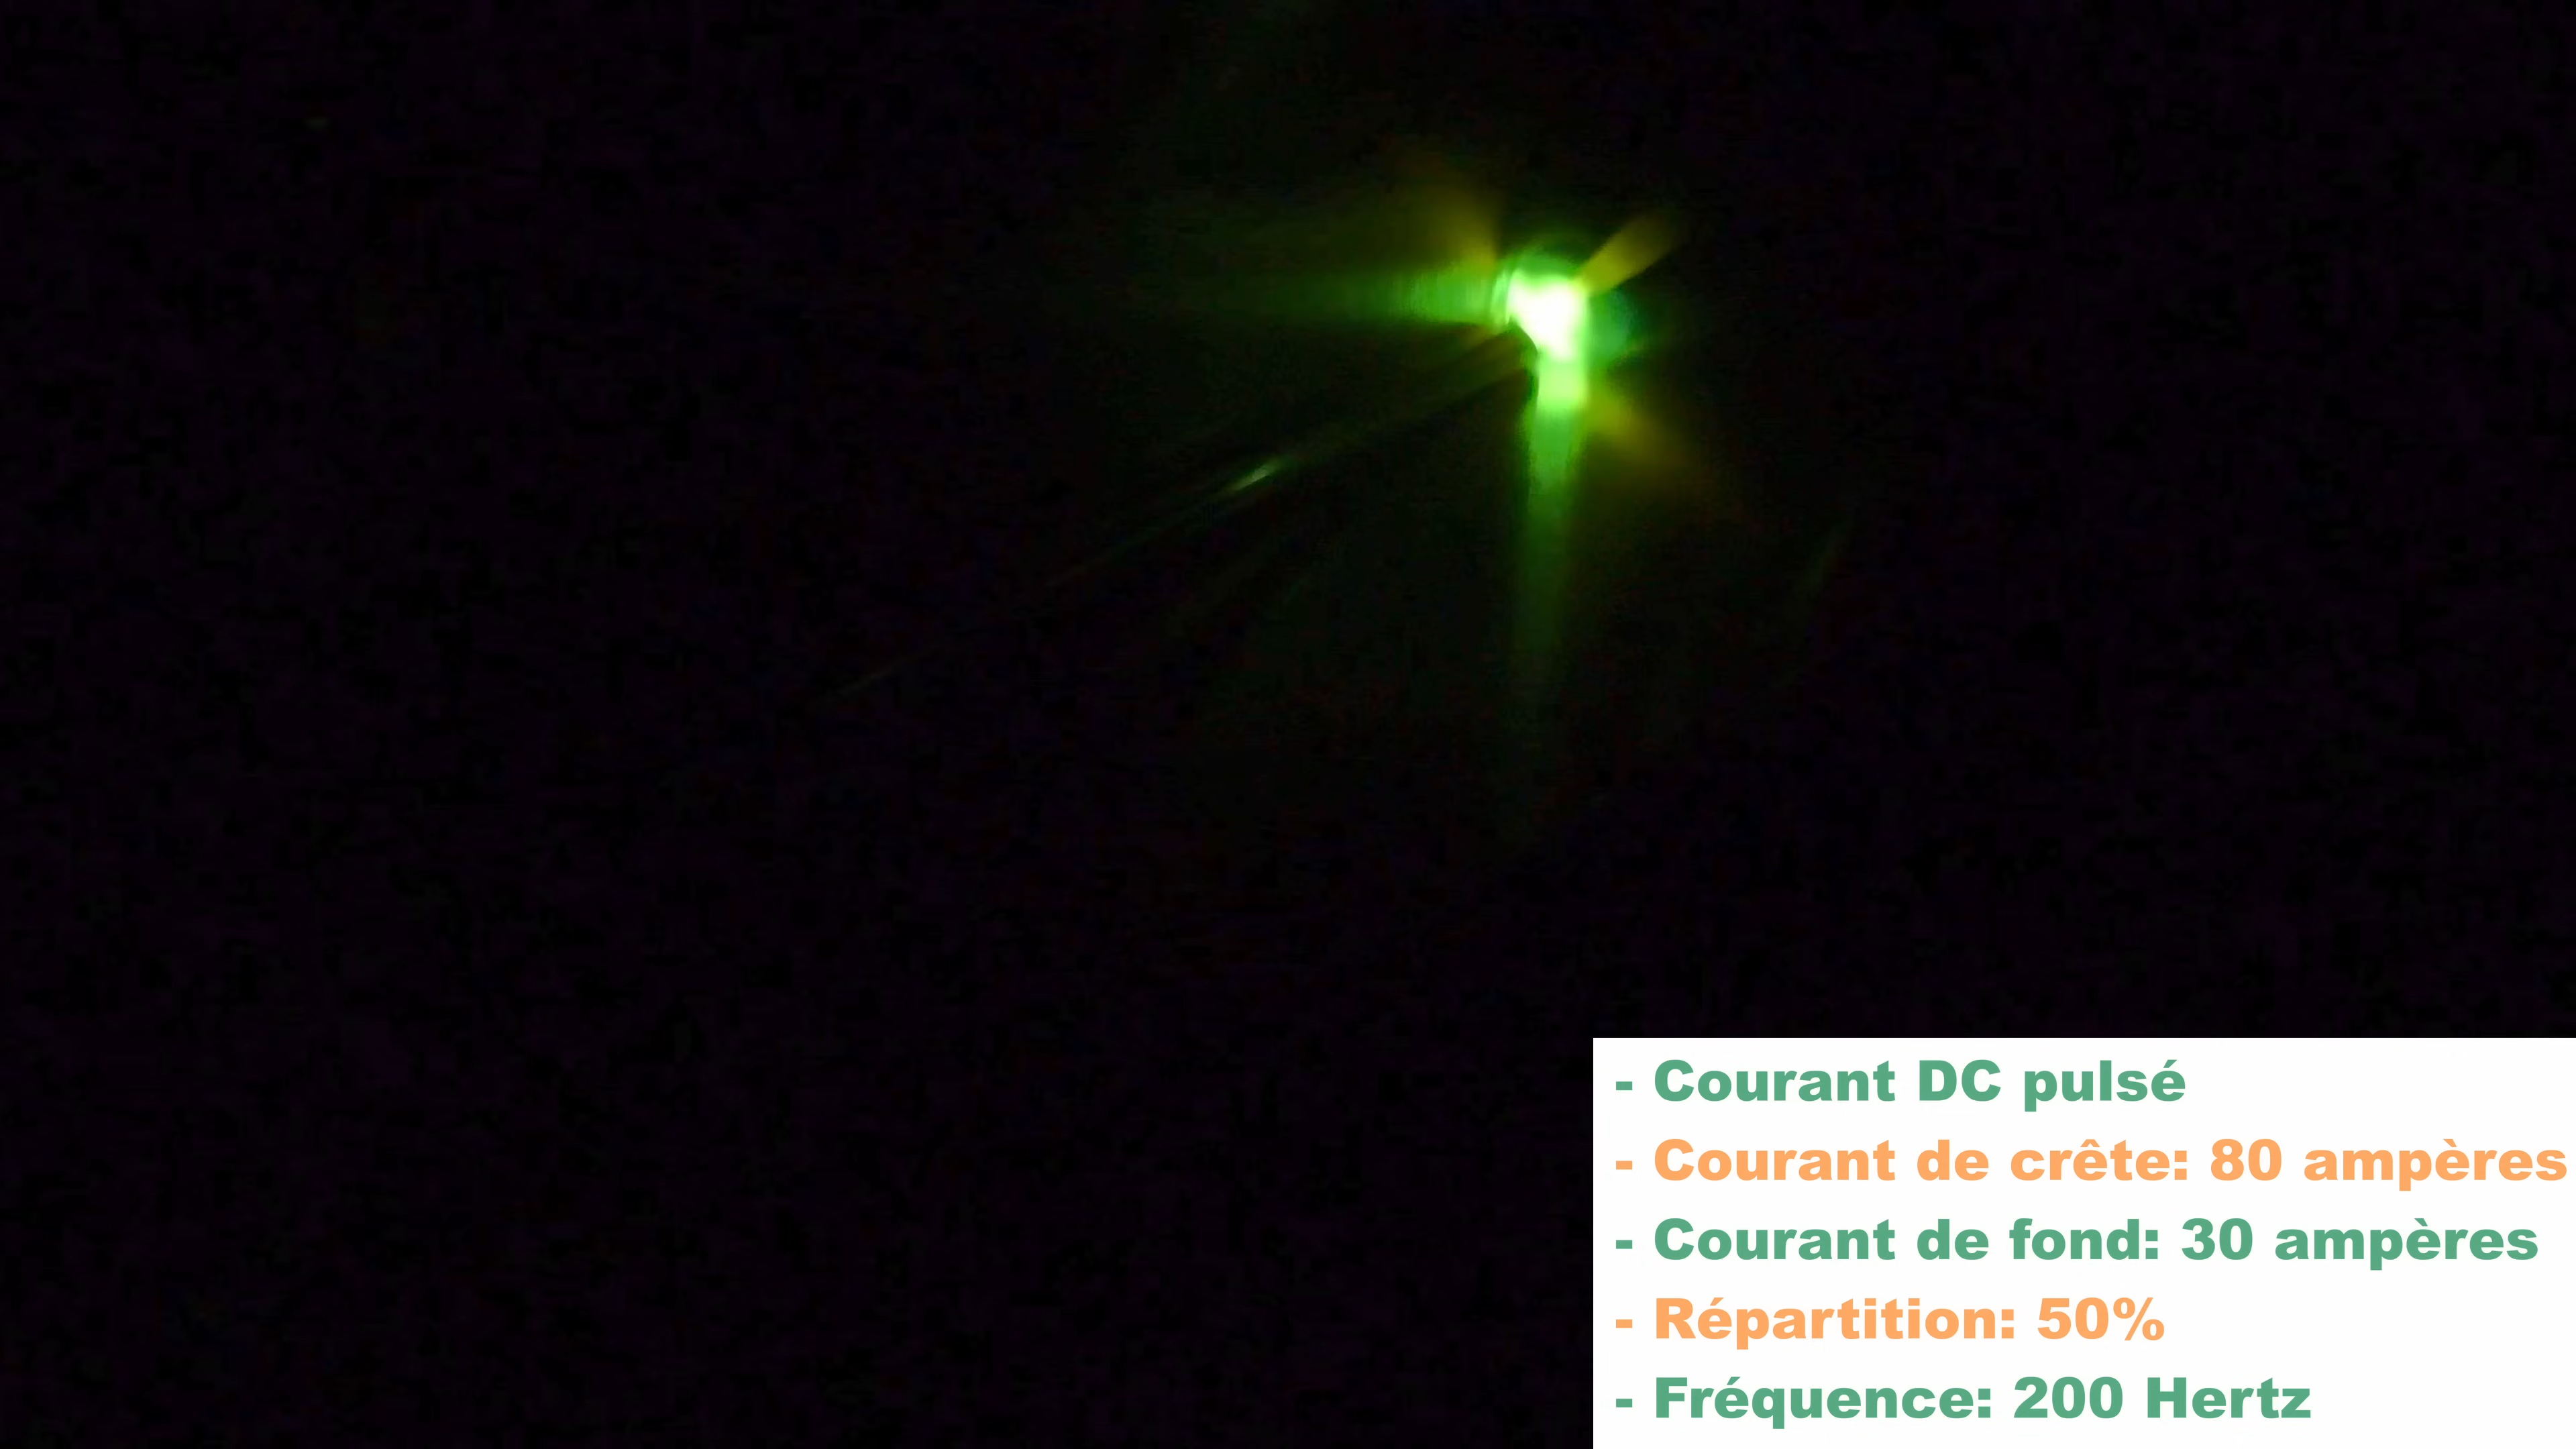 - Courant DC pulsé
- Courant de crête: 80 ampères
- Courant de fond: 30 ampères
- Répartition: 50%
- Fréquence: 200 Hertz